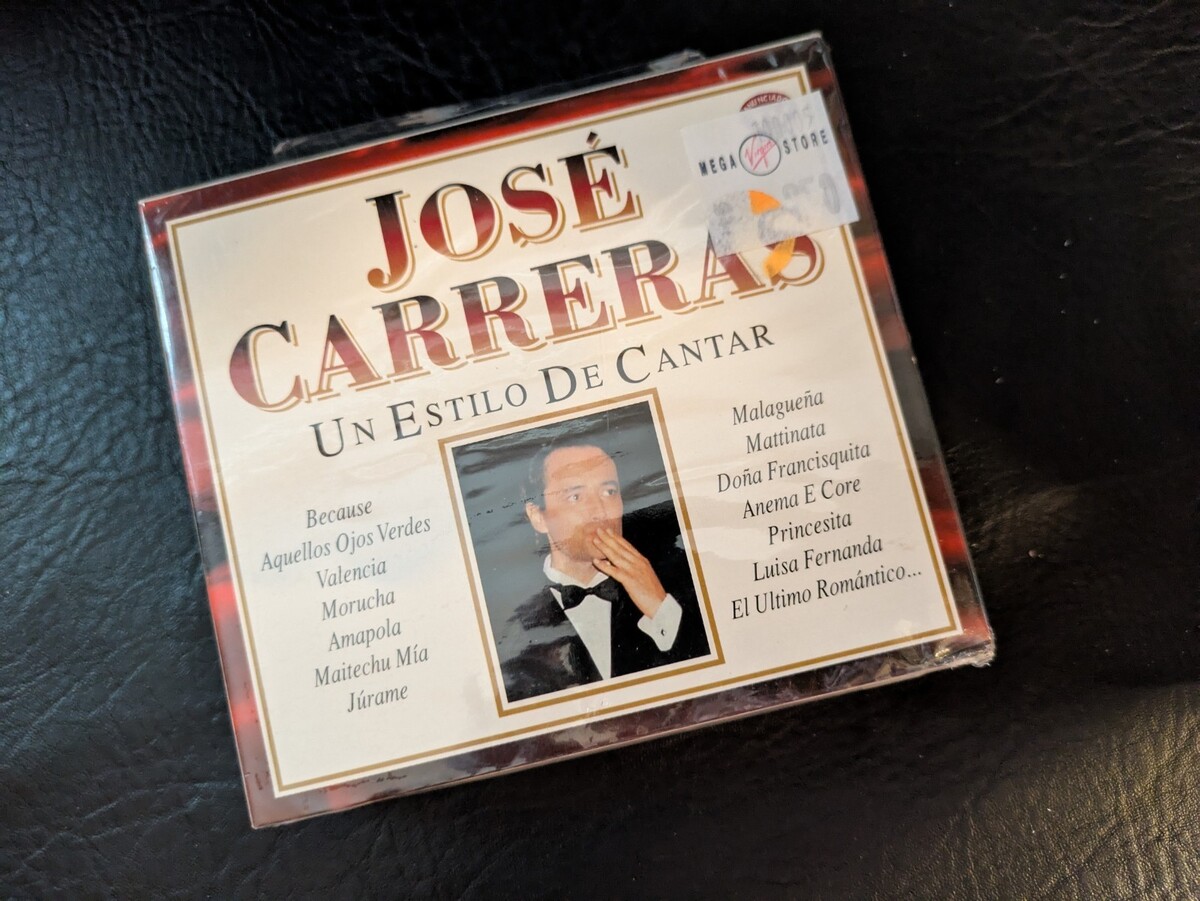 JOSÉ
CARRERAS
UN ESTILO DE CANTAR
MEGA Virgin STORE
Because
Aquellos Ojos Verdes
Valencia
Morucha
Amapola
Maitechu Mía
Júrame
Malagueña
Mattinata
Doña Francisquita
Anema E Core
Princesita
Luisa Fernanda
El Ultimo Romántico...